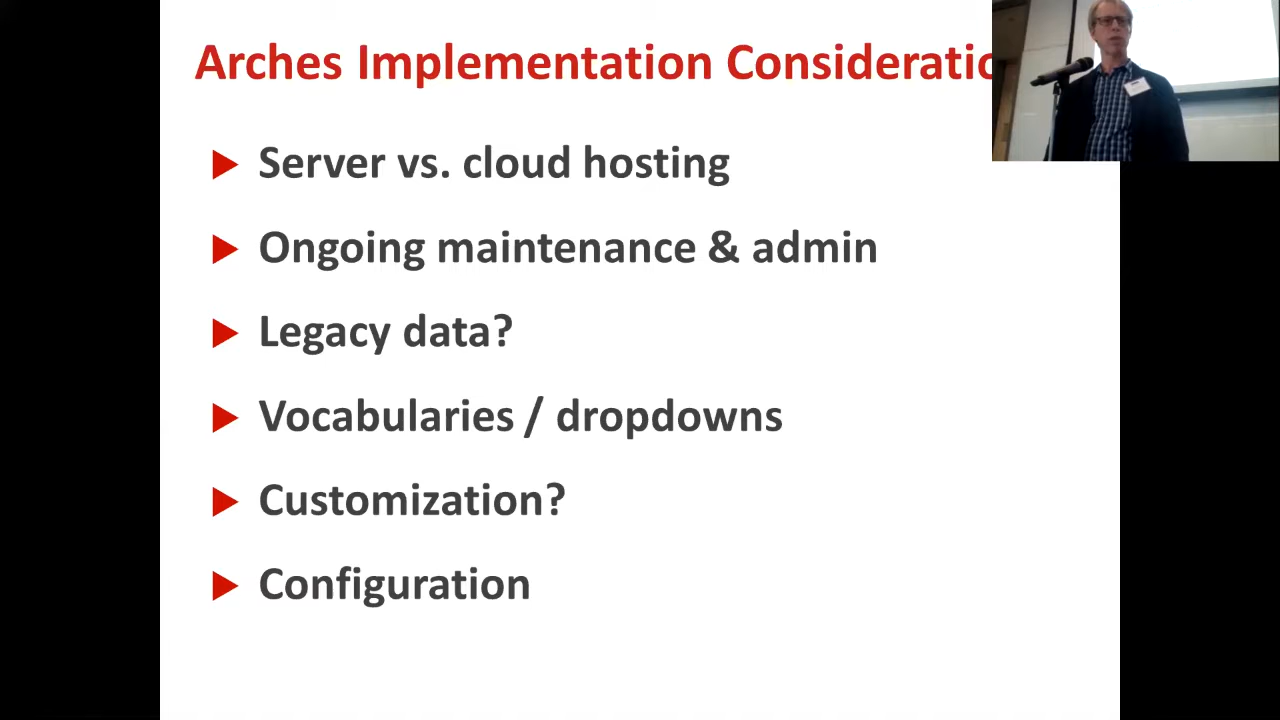 Arches Implementation Consideratio
Server vs. cloud hosting
Ongoing maintenance & admin
Legacy data?
Vocabularies / dropdowns
Customization?
Configuration